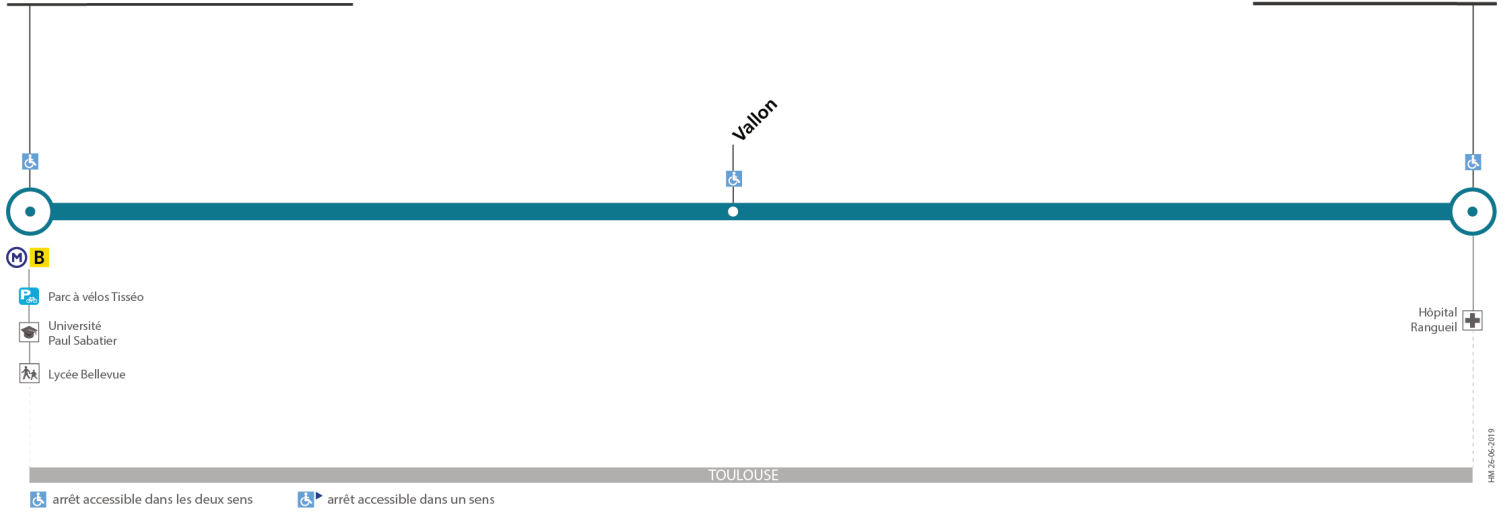 Vallon
M B
P Parc à vélos Tisséo
Université
Paul Sabatier
Lycée Bellevue
Hôpital
Rangueil
HM 26-06-2019
TOULOUSE
arrêt accessible dans les deux sens
arrêt accessible dans un sens